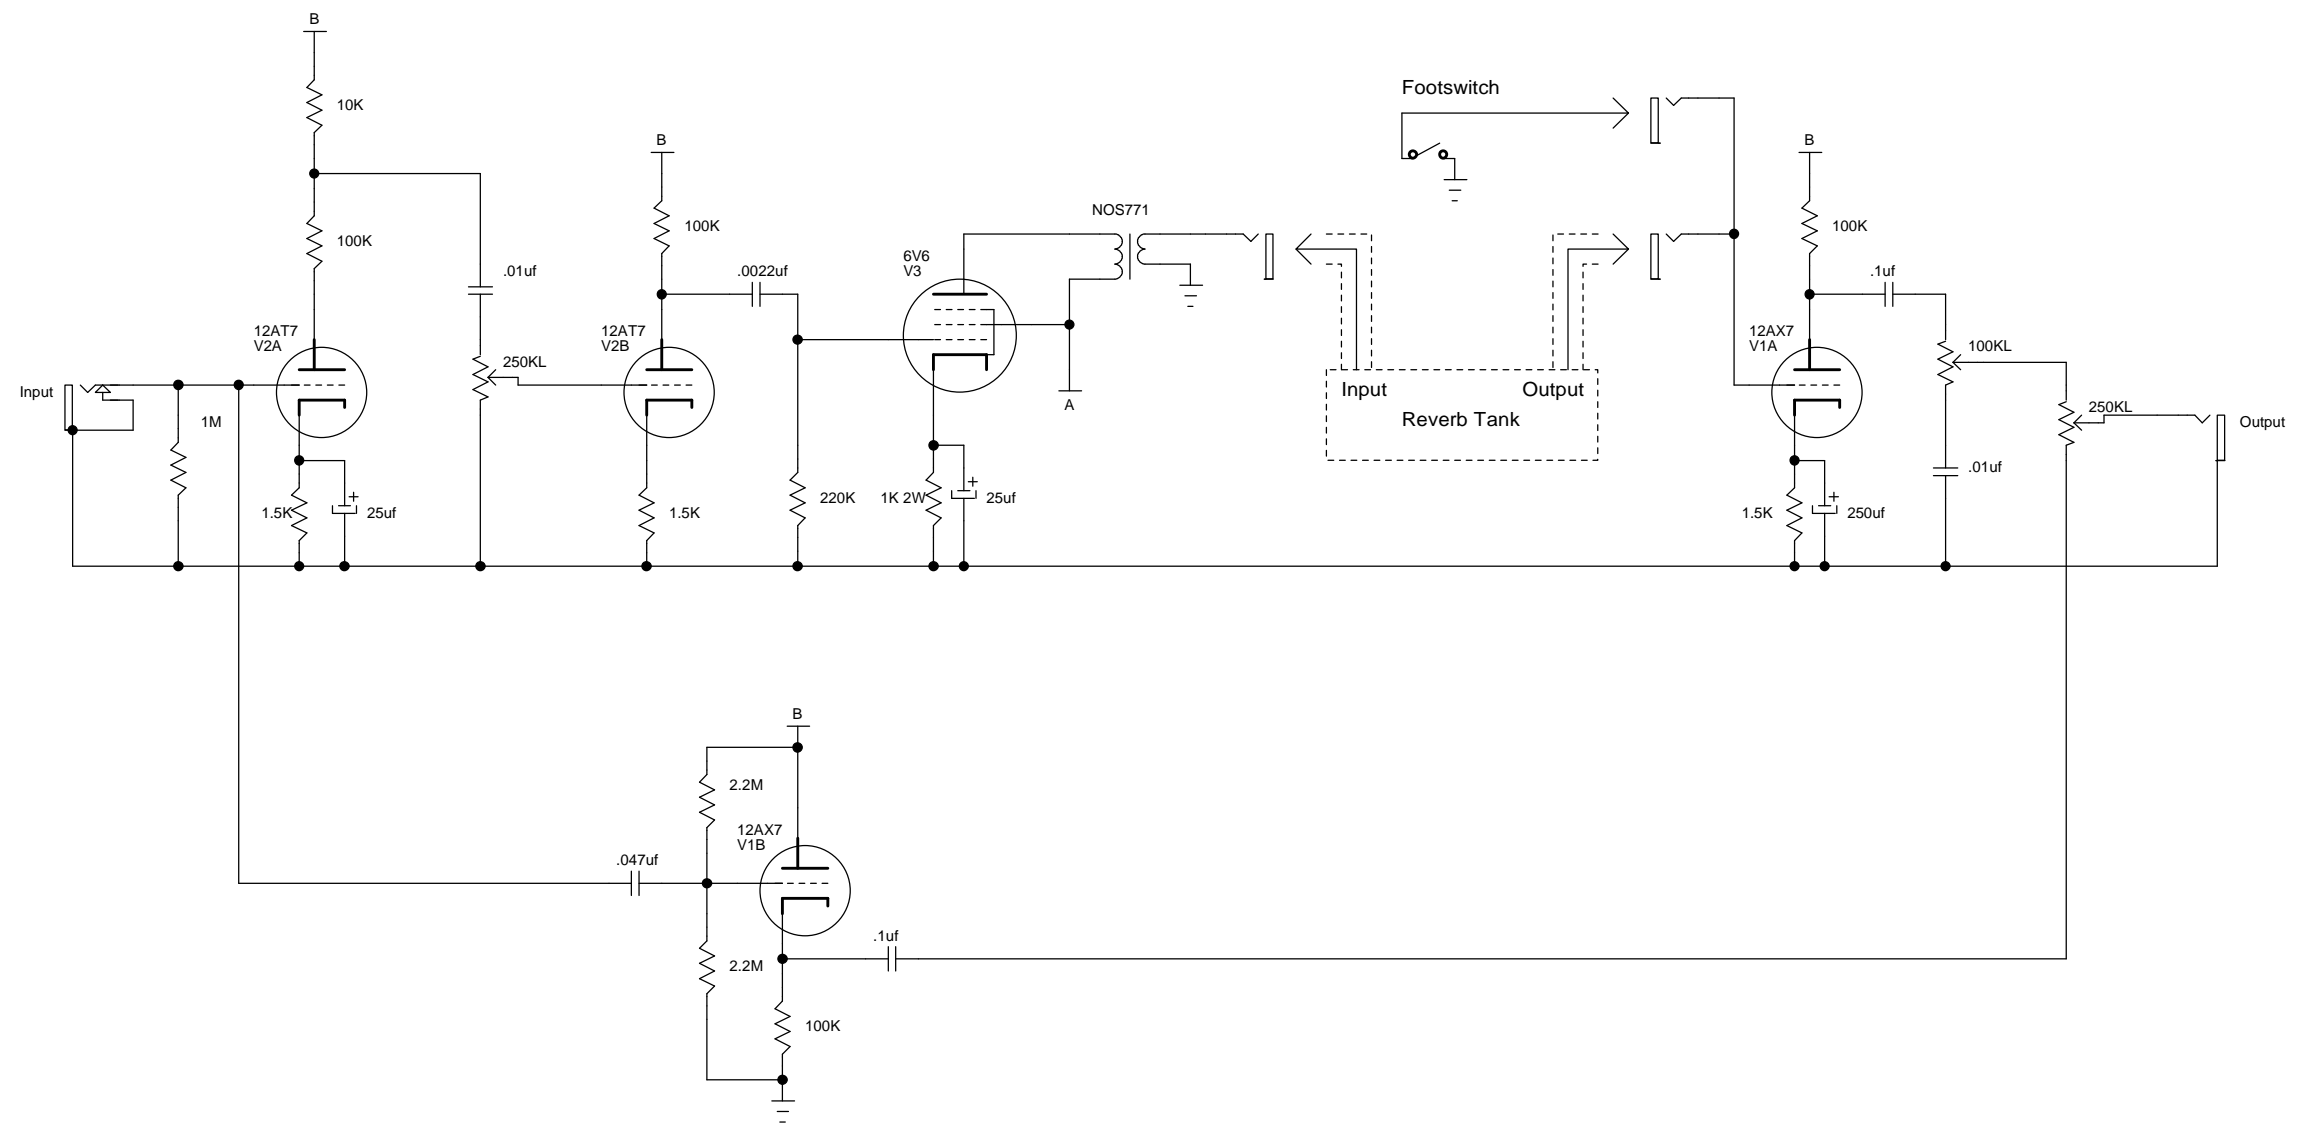 B
10K
100K
.01uf
12AT7
V2A
250KL
Input
1M
1.5K
25uf
B
100K
.0022uf
12AT7
V2B
1.5K
220K
6V6
V3
1K 2W
25uf
NOS771
A
Footswitch
Input
Output
Reverb Tank
B
100K
.1uf
12AX7
V1A
100KL
250KL
Output
.01uf
1.5K
250uf
B
2.2M
12AX7
V1B
.047uf
.1uf
2.2M
100K